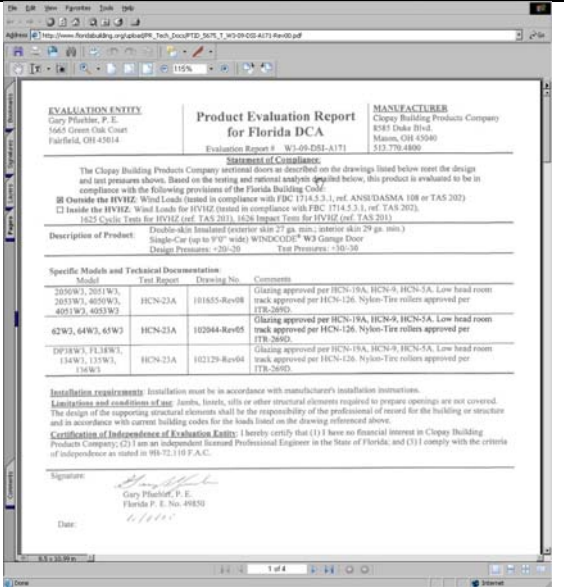 File Edit View Favorites Tools Help
Address http://www.floridabuilding.org/upload/PR_Tech_Docs/PTID_5675_T_W3-09-DSI-A171-Rev00.pdf
115%
Bookmarks
Signatures
Layers
Pages
Comments
EVALUATION ENTITY
Gary Pfuehler, P. E.
5665 Green Oak Court
Fairfield, OH 45014
Product Evaluation Report
for Florida DCA
Evaluation Report # W3-09-DSI-A171
MANUFACTURER
Clopay Building Products Company
8585 Duke Blvd.
Mason, OH 45040
513.770.4800
Statement of Compliance:
The Clopay Building Products Company sectional doors as described on the drawings listed below meet the design
and test pressures shown. Based on the testing and rational analysis detailed below, this product is evaluated to be in
compliance with the following provisions of the Florida Building Code:
☒ Outside the HVHZ: Wind Loads (tested in compliance with FBC 1714.5.3.1, ref. ANSI/DASMA 108 or TAS 202)
☐ Inside the HVHZ: Wind Loads for HVHZ (tested in compliance with FBC 1714.5.3.1, ref. TAS 202),
1625 Cyclic Tests for HVHZ (ref. TAS 203), 1626 Impact Tests for HVHZ (ref. TAS 201)
Description of Product: Double-skin Insulated (exterior skin 27 ga. min.; interior skin 29 ga. min.)
Single-Car (up to 9'0" wide) WINDCODE® W3 Garage Door
Design Pressures: +20/-20 Test Pressures: +30/-30
Specific Models and Technical Documentation:
Model Test Report Drawing No. Comments
2050W3, 2051W3,
2053W3, 4050W3,
4051W3, 4053W3
HCN-23A 101655-Rev08
Glazing approved per HCN-19A, HCN-9, HCN-5A. Low head room
track approved per HCN-126. Nylon-Tire rollers approved per
ITR-269D.
62W3, 64W3, 65W3 HCN-23A 102044-Rev05
Glazing approved per HCN-19A, HCN-9, HCN-5A. Low head room
track approved per HCN-126. Nylon-Tire rollers approved per
ITR-269D.
DP38W3, FL38W3,
134W3, 135W3,
136W3
HCN-23A 102129-Rev04
Glazing approved per HCN-19A, HCN-9, HCN-5A. Low head room
track approved per HCN-126. Nylon-Tire rollers approved per
ITR-269D.
Installation requirements: Installation must be in accordance with manufacturer's installation instructions.
Limitations and conditions of use: Jambs, lintels, sills or other structural elements required to prepare openings are not covered.
The design of the supporting structural elements shall be the responsibility of the professional of record for the building or structure
and in accordance with current building codes for the loads listed on the drawing referenced above.
Certification of Independence of Evaluation Entity: I hereby certify that (1) I have no financial interest in Clopay Building
Products Company; (2) I am an independent licensed Professional Engineer in the State of Florida; and (3) I comply with the criteria
of independence as stated in 9B-72.110 F.A.C.
Signature:
Gary Pfuehler, P. E.
Florida P. E. No. 49850
Date:
8.5 x 10.99 in
1 of 4
Done
Internet